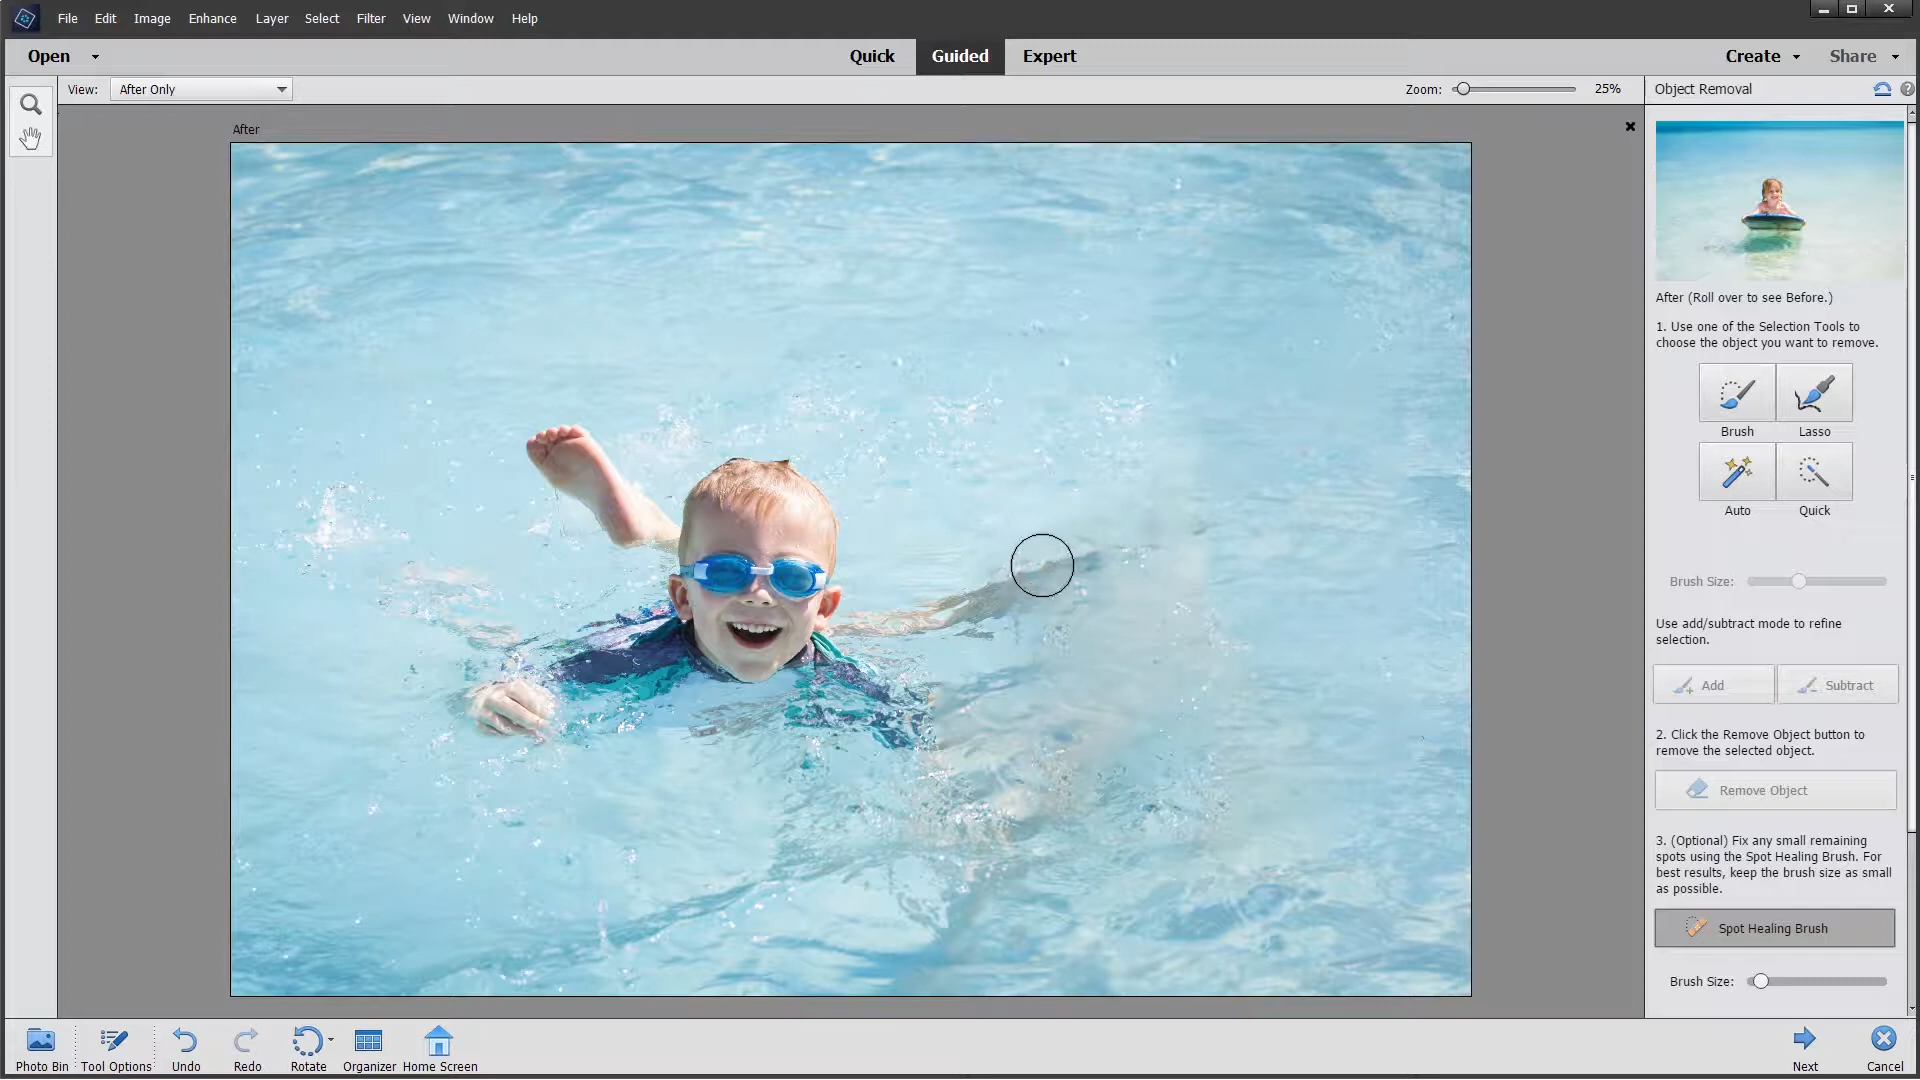 File Edit Image Enhance Layer Select Filter View Window Help
Open Quick Guided Expert Create Share
View: After Only Zoom: 25% Object Removal
After
After (Roll over to see Before.)
1. Use one of the Selection Tools to
choose the object you want to remove.
Brush Lasso
Auto Quick
Brush Size:
Use add/subtract mode to refine
selection.
Add Subtract
2. Click the Remove Object button to
remove the selected object.
Remove Object
3. (Optional) Fix any small remaining
spots using the Spot Healing Brush. For
best results, keep the brush size as small
as possible.
Spot Healing Brush
Brush Size:
Photo Bin Tool Options Undo Redo Rotate Organizer Home Screen Next Cancel